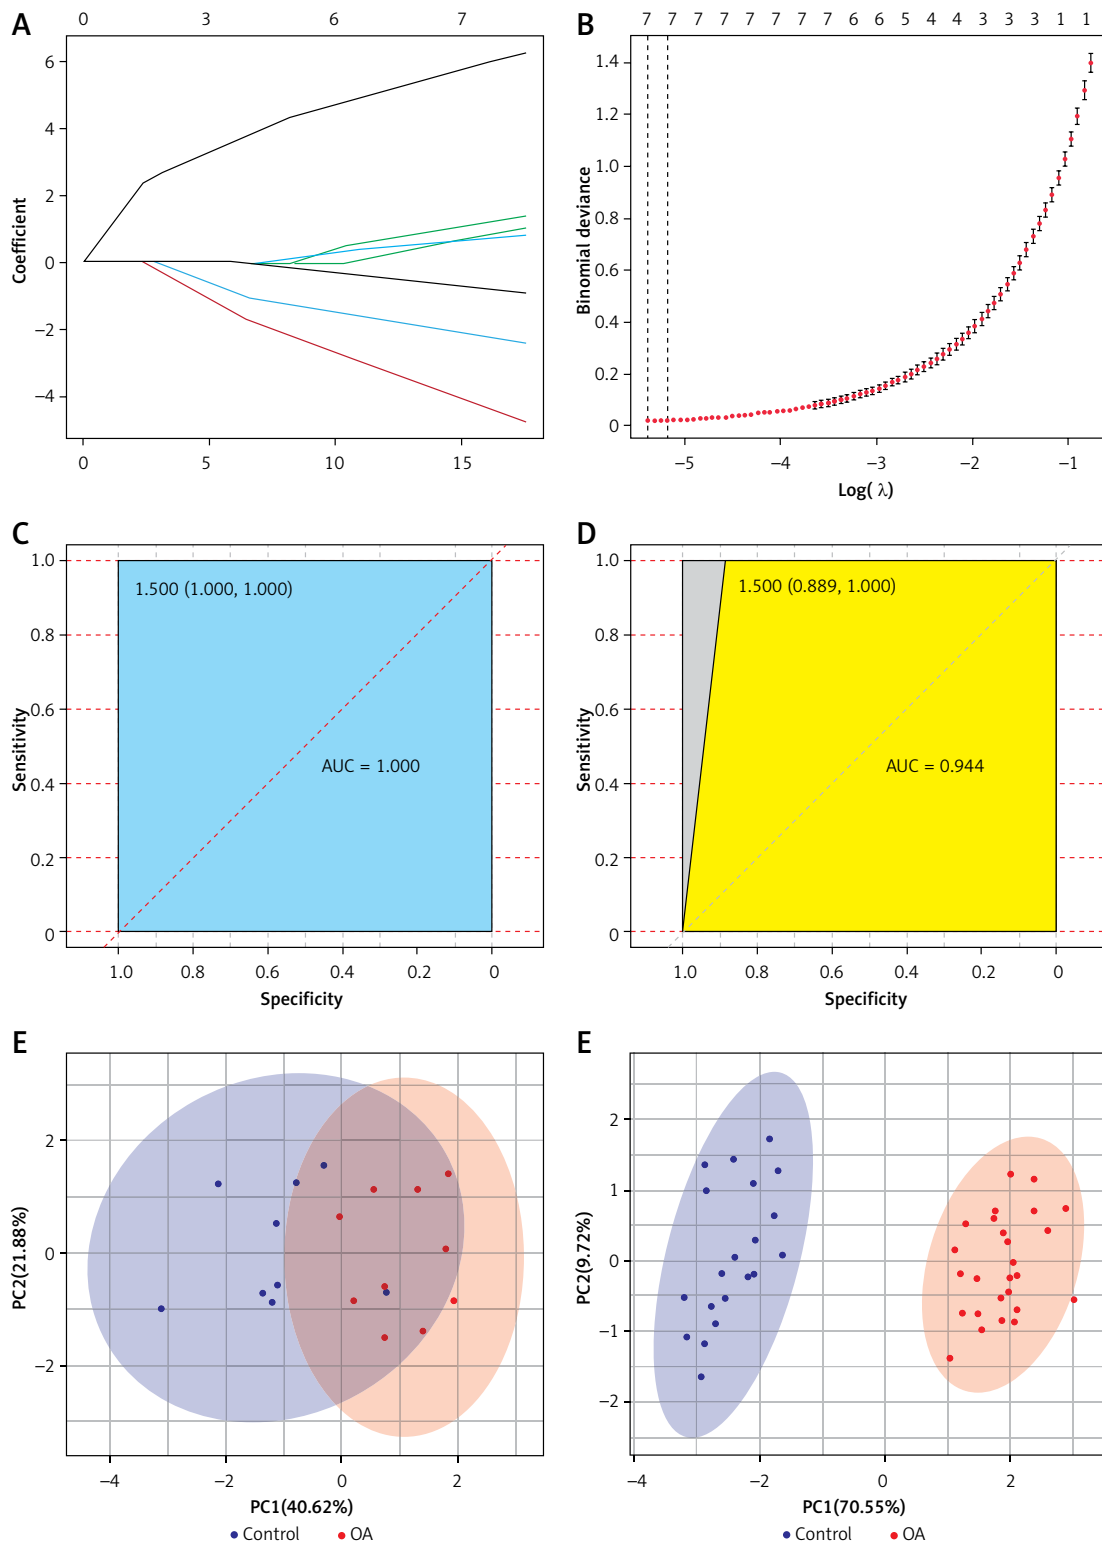 A
0 3 6 7
6
4
2
0
−2
−4
Coefficient
0 5 10 15
B
7 7 7 7 7 7 7 7 6 6 5 4 4 3 3 3 1 1
1.4
1.2
1.0
0.8
0.6
0.4
0.2
0
Binomial deviance
−5 −4 −3 −2 −1
Log( λ)
C
1.0
0.8
0.6
0.4
0.2
0
Sensitivity
1.500 (1.000, 1.000)
AUC = 1.000
1.0 0.8 0.6 0.4 0.2 0
Specificity
D
1.0
0.8
0.6
0.4
0.2
0
Sensitivity
1.500 (0.889, 1.000)
AUC = 0.944
1.0 0.8 0.6 0.4 0.2 0
Specificity
E
2
0
−2
PC2(21.88%)
−4 −2 0 2
PC1(40.62%)
Control OA
E
2
1
0
−1
−2
PC2(9.72%)
−4 −2 0 2
PC1(70.55%)
Control OA